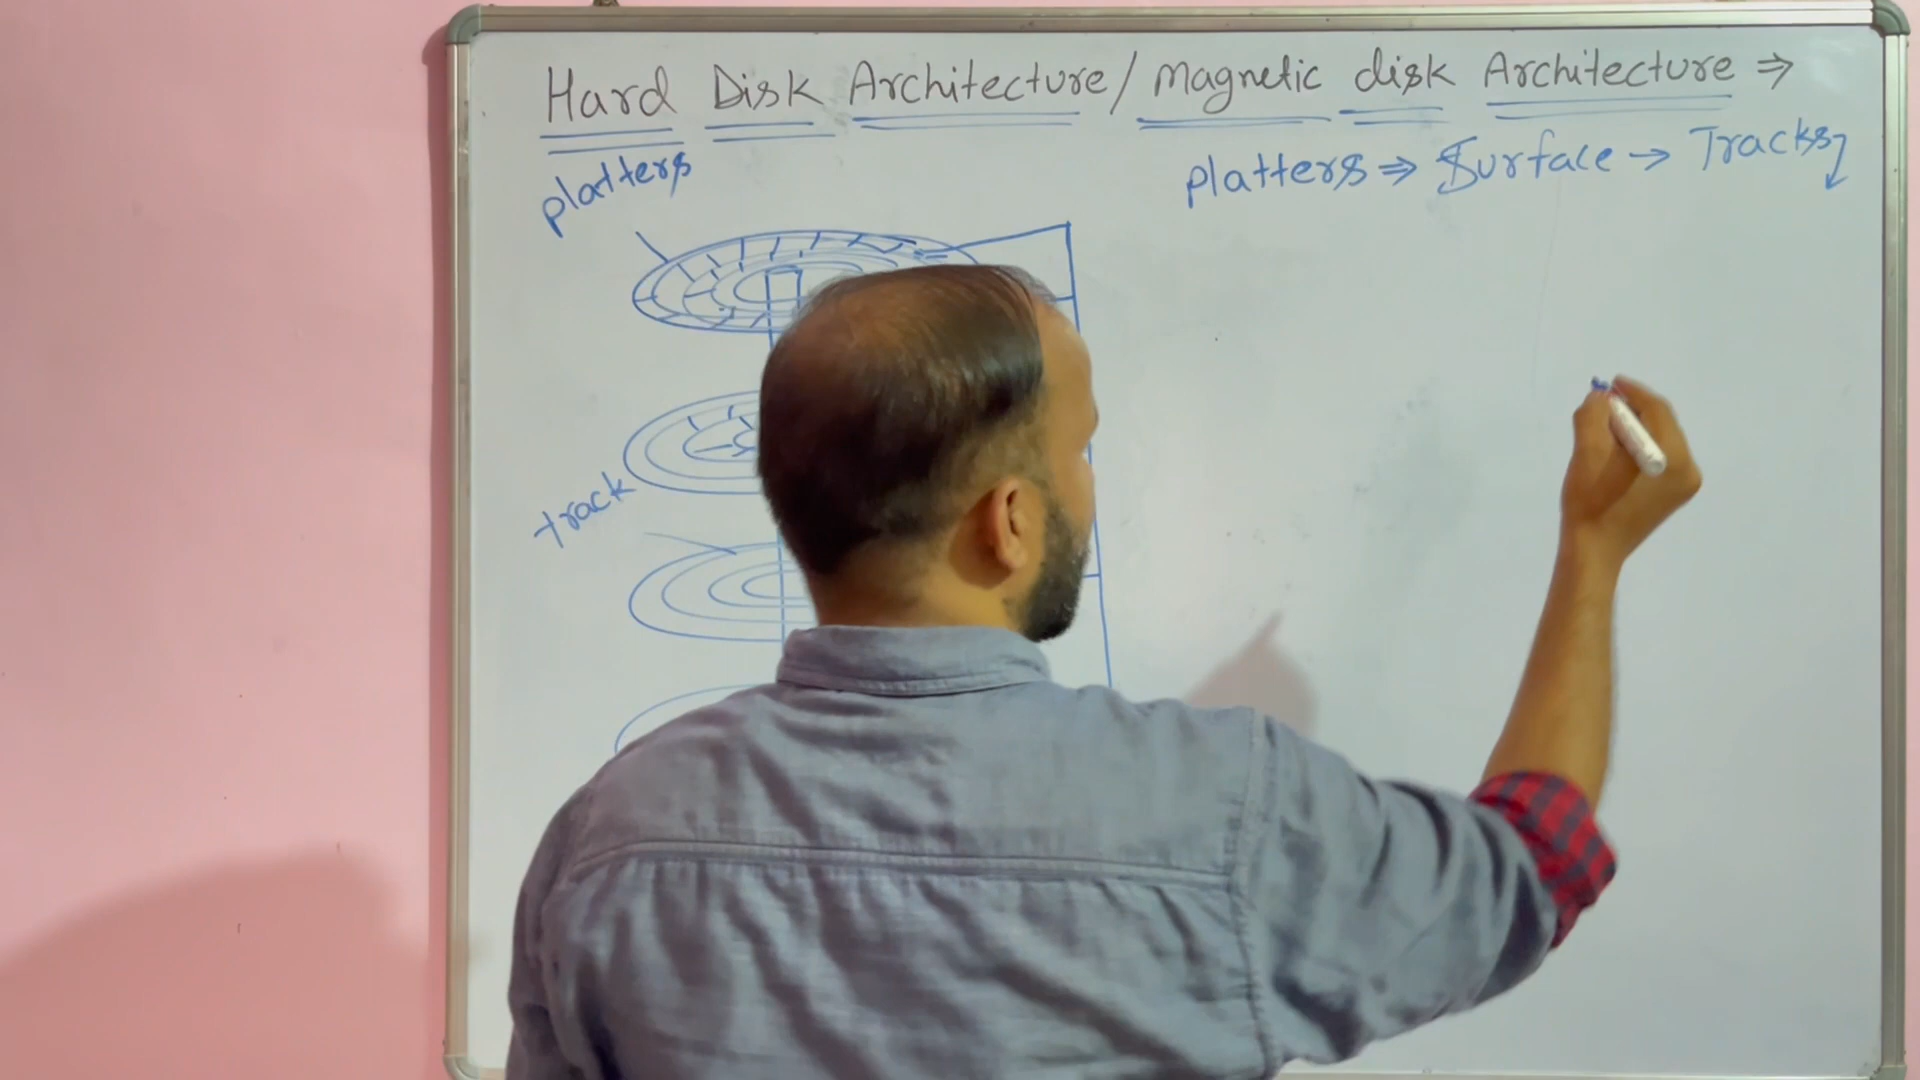 Hard Disk Architecture / Magnetic disk Architecture ⇒
platters
platters ⇒ Surface → Tracks
track